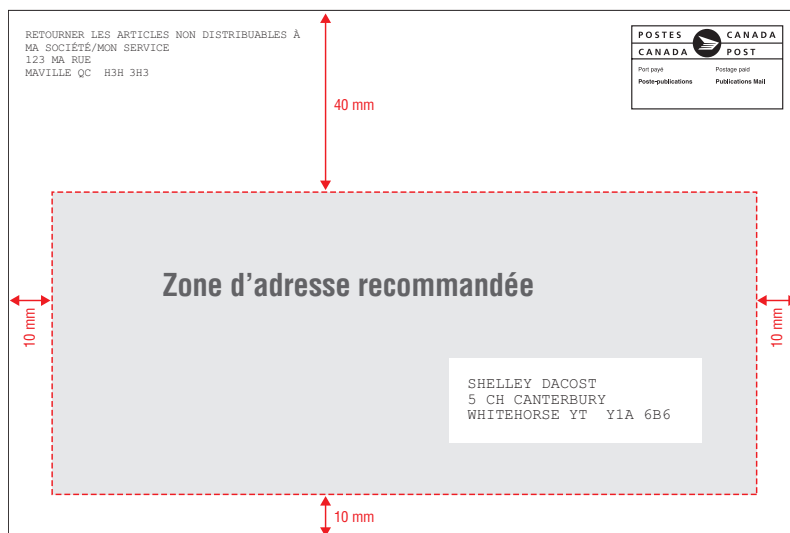 RETOURNER LES ARTICLES NON DISTRIBUABLES À
MA SOCIÉTÉ/MON SERVICE
123 MA RUE
MAVILLE QC  H3H 3H3
POSTES CANADA
CANADA POST
Port payé Postage paid
Poste-publications Publications Mail
40 mm
Zone d’adresse recommandée
10 mm
10 mm
SHELLEY DACOST
5 CH CANTERBURY
WHITEHORSE YT  Y1A 6B6
10 mm